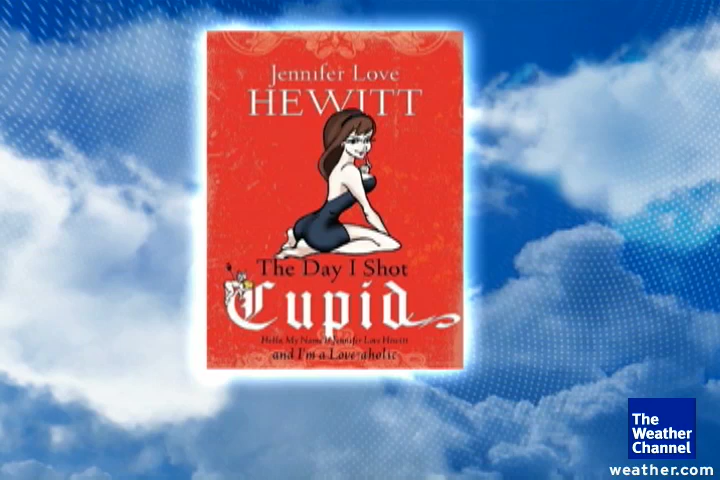 Jennifer Love
HEWITT
The Day I Shot
Cupid
Hello, My Name Is Jennifer Love Hewitt
and I'm a Love-aholic
The
Weather
Channel
weather.com